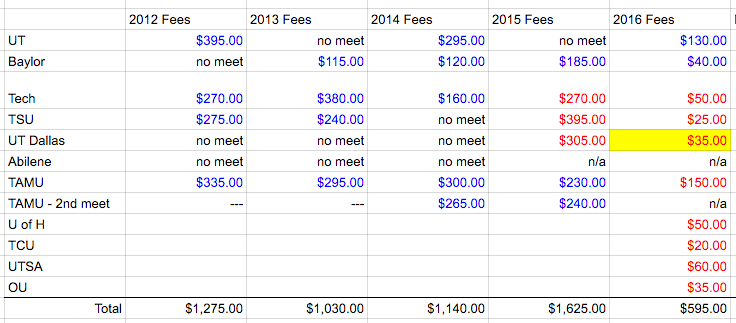 2012 Fees 2013 Fees 2014 Fees 2015 Fees 2016 Fees
UT $395.00 no meet $295.00 no meet $130.00
Baylor no meet $115.00 $120.00 $185.00 $40.00
Tech $270.00 $380.00 $160.00 $270.00 $50.00
TSU $275.00 $240.00 no meet $395.00 $25.00
UT Dallas no meet no meet no meet $305.00 $35.00
Abilene no meet no meet no meet n/a n/a
TAMU $335.00 $295.00 $300.00 $230.00 $150.00
TAMU - 2nd meet --- --- $265.00 $240.00 n/a
U of H $50.00
TCU $20.00
UTSA $60.00
OU $35.00
Total $1,275.00 $1,030.00 $1,140.00 $1,625.00 $595.00